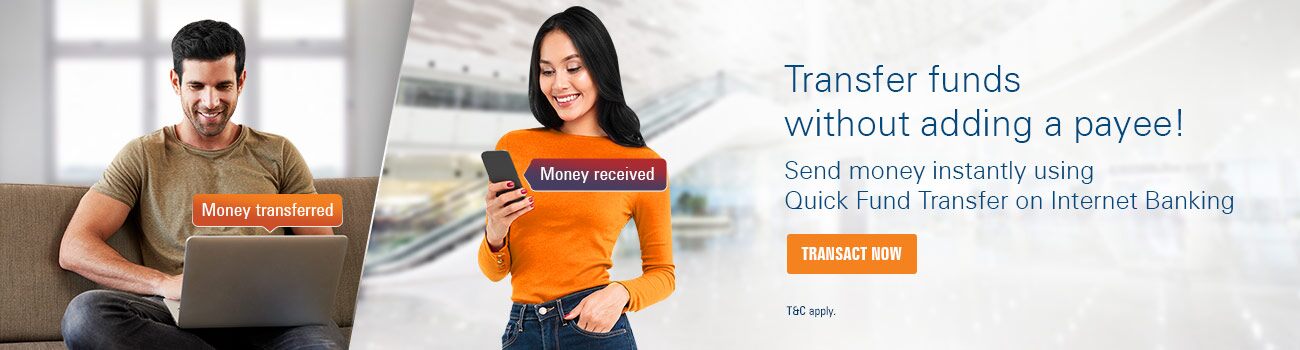 Money transferred
Money received
Transfer funds
without adding a payee!
Send money instantly using
Quick Fund Transfer on Internet Banking
TRANSACT NOW
T&C apply.